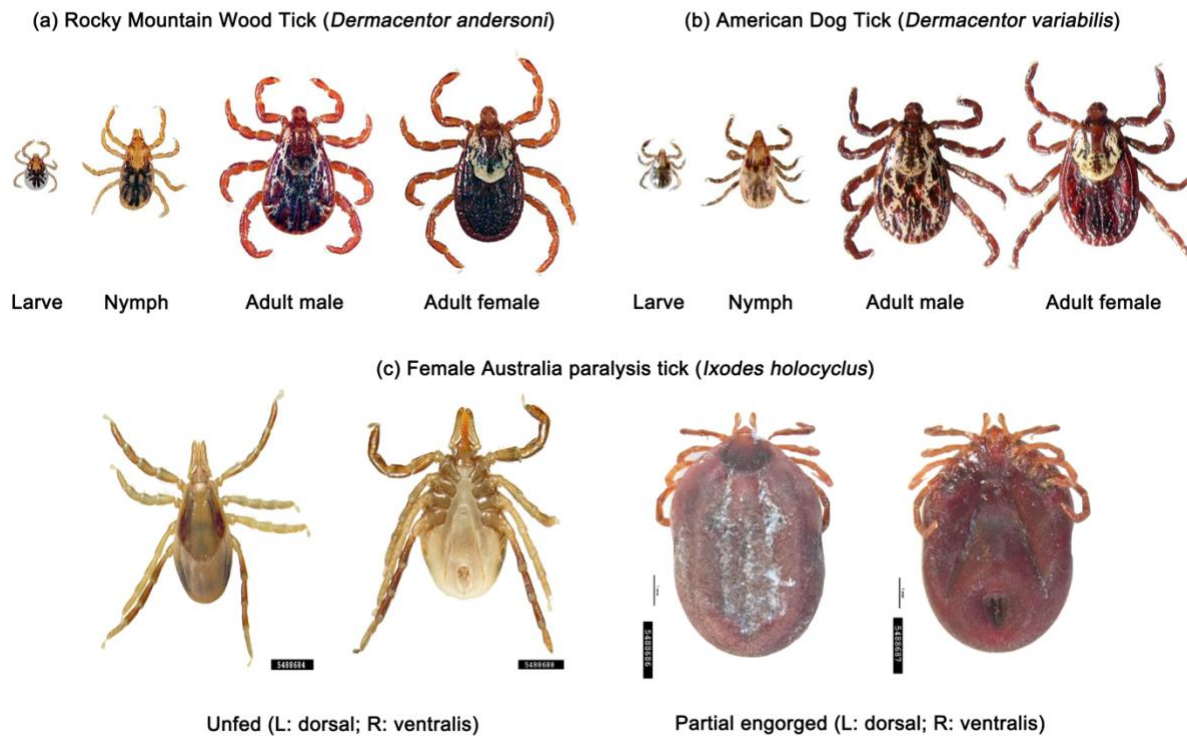 (a) Rocky Mountain Wood Tick (Dermacentor andersoni)
(b) American Dog Tick (Dermacentor variabilis)
Larve Nymph Adult male Adult female
Larve Nymph Adult male Adult female
(c) Female Australia paralysis tick (Ixodes holocyclus)
5488684
5488688
5488686
5488687
Unfed (L: dorsal; R: ventralis)
Partial engorged (L: dorsal; R: ventralis)